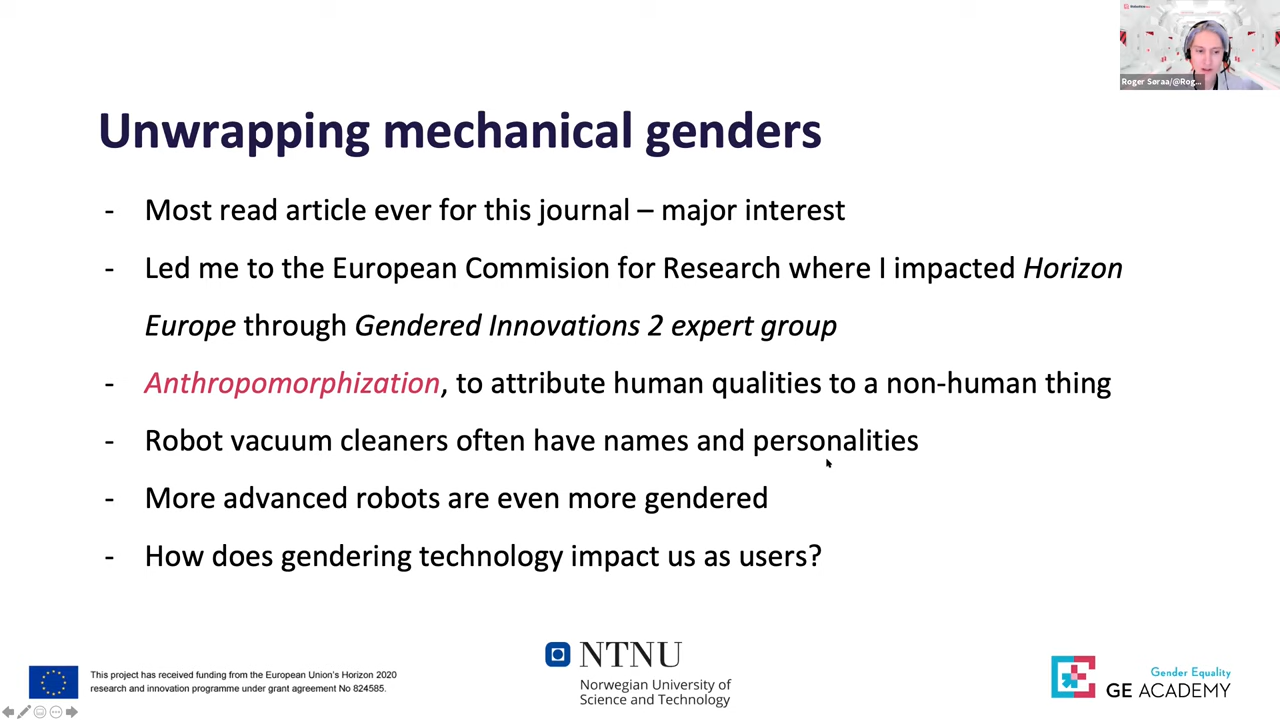 Roger Søraa/@Rog...
Unwrapping mechanical genders
- Most read article ever for this journal – major interest
- Led me to the European Commision for Research where I impacted Horizon
Europe through Gendered Innovations 2 expert group
- Anthropomorphization, to attribute human qualities to a non-human thing
- Robot vacuum cleaners often have names and personalities
- More advanced robots are even more gendered
- How does gendering technology impact us as users?
This project has received funding from the European Union's Horizon 2020
research and innovation programme under grant agreement No 824585.
NTNU
Norwegian University of
Science and Technology
Gender Equality
GE ACADEMY